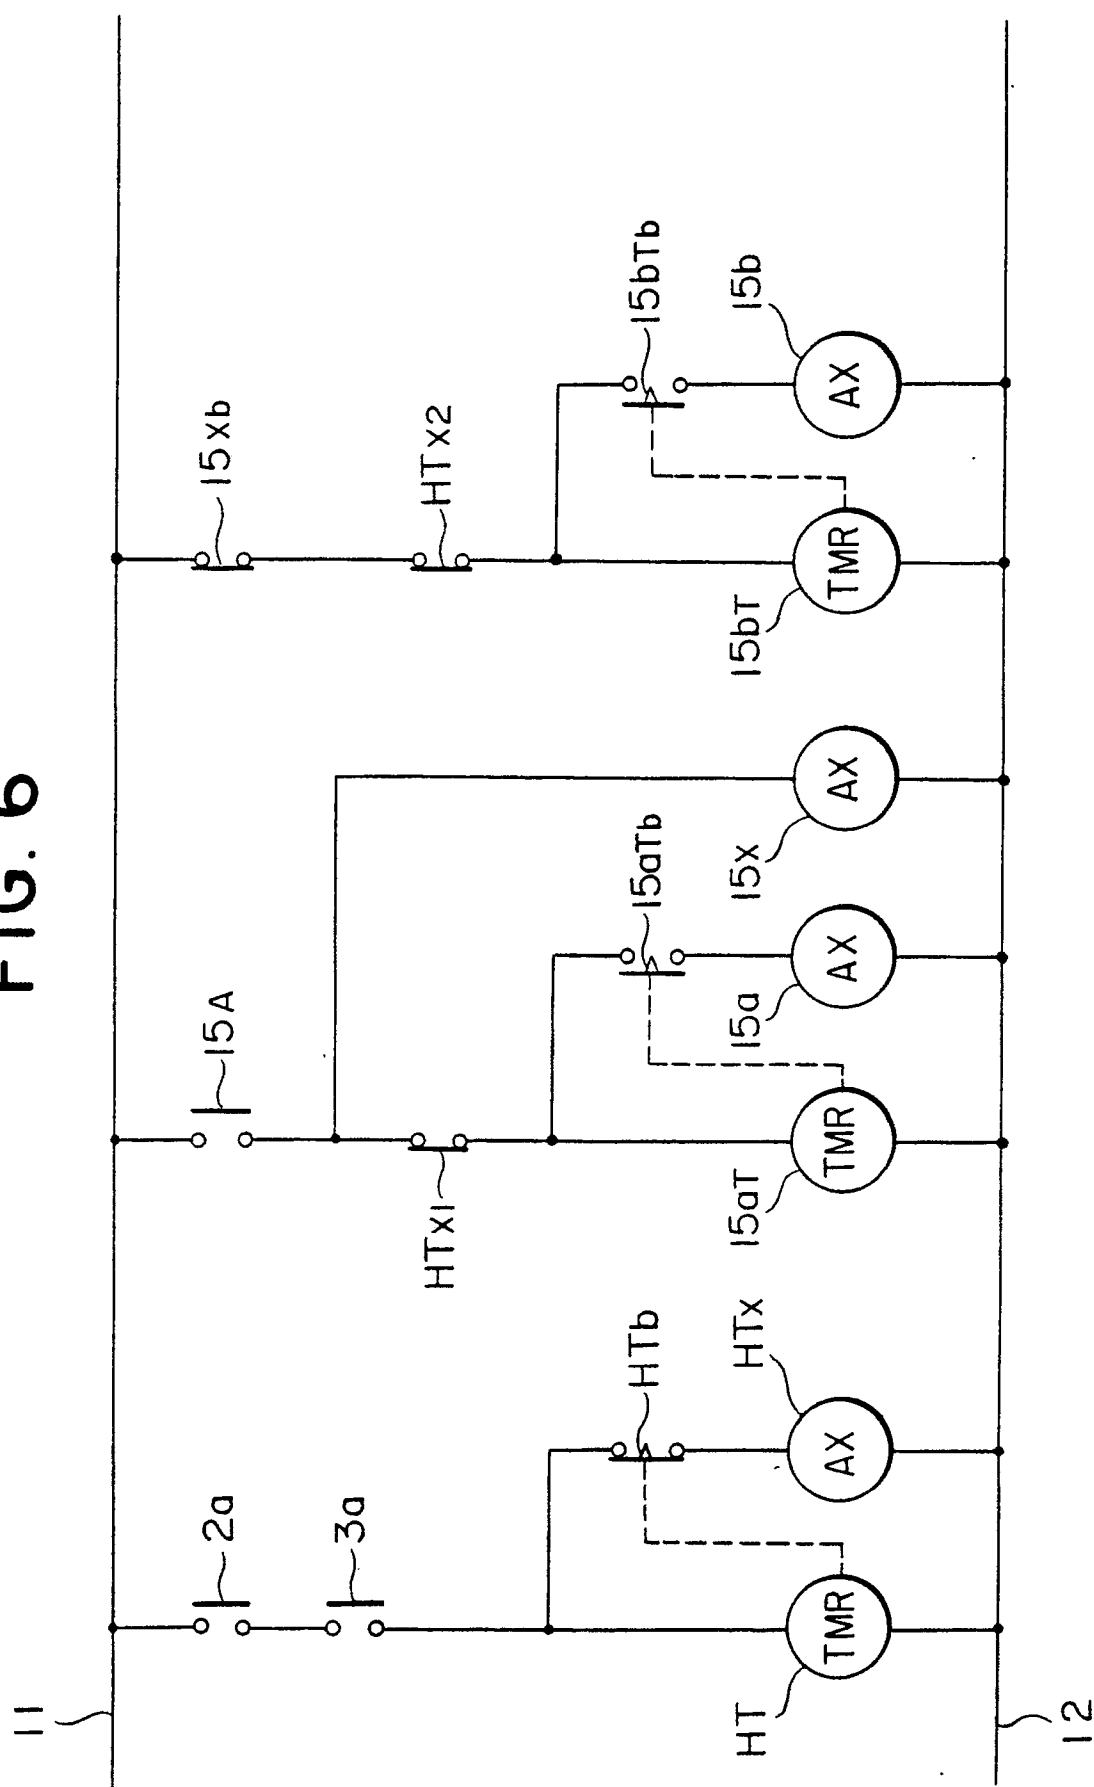 FIG. 6
11
2a
3a
HTb
HTx
AX
TMR
HT
15A
HTx1
15aTb
15a
AX
TMR
15aT
15x
AX
15xb
HTx2
15bTb
15b
AX
TMR
15bT
12